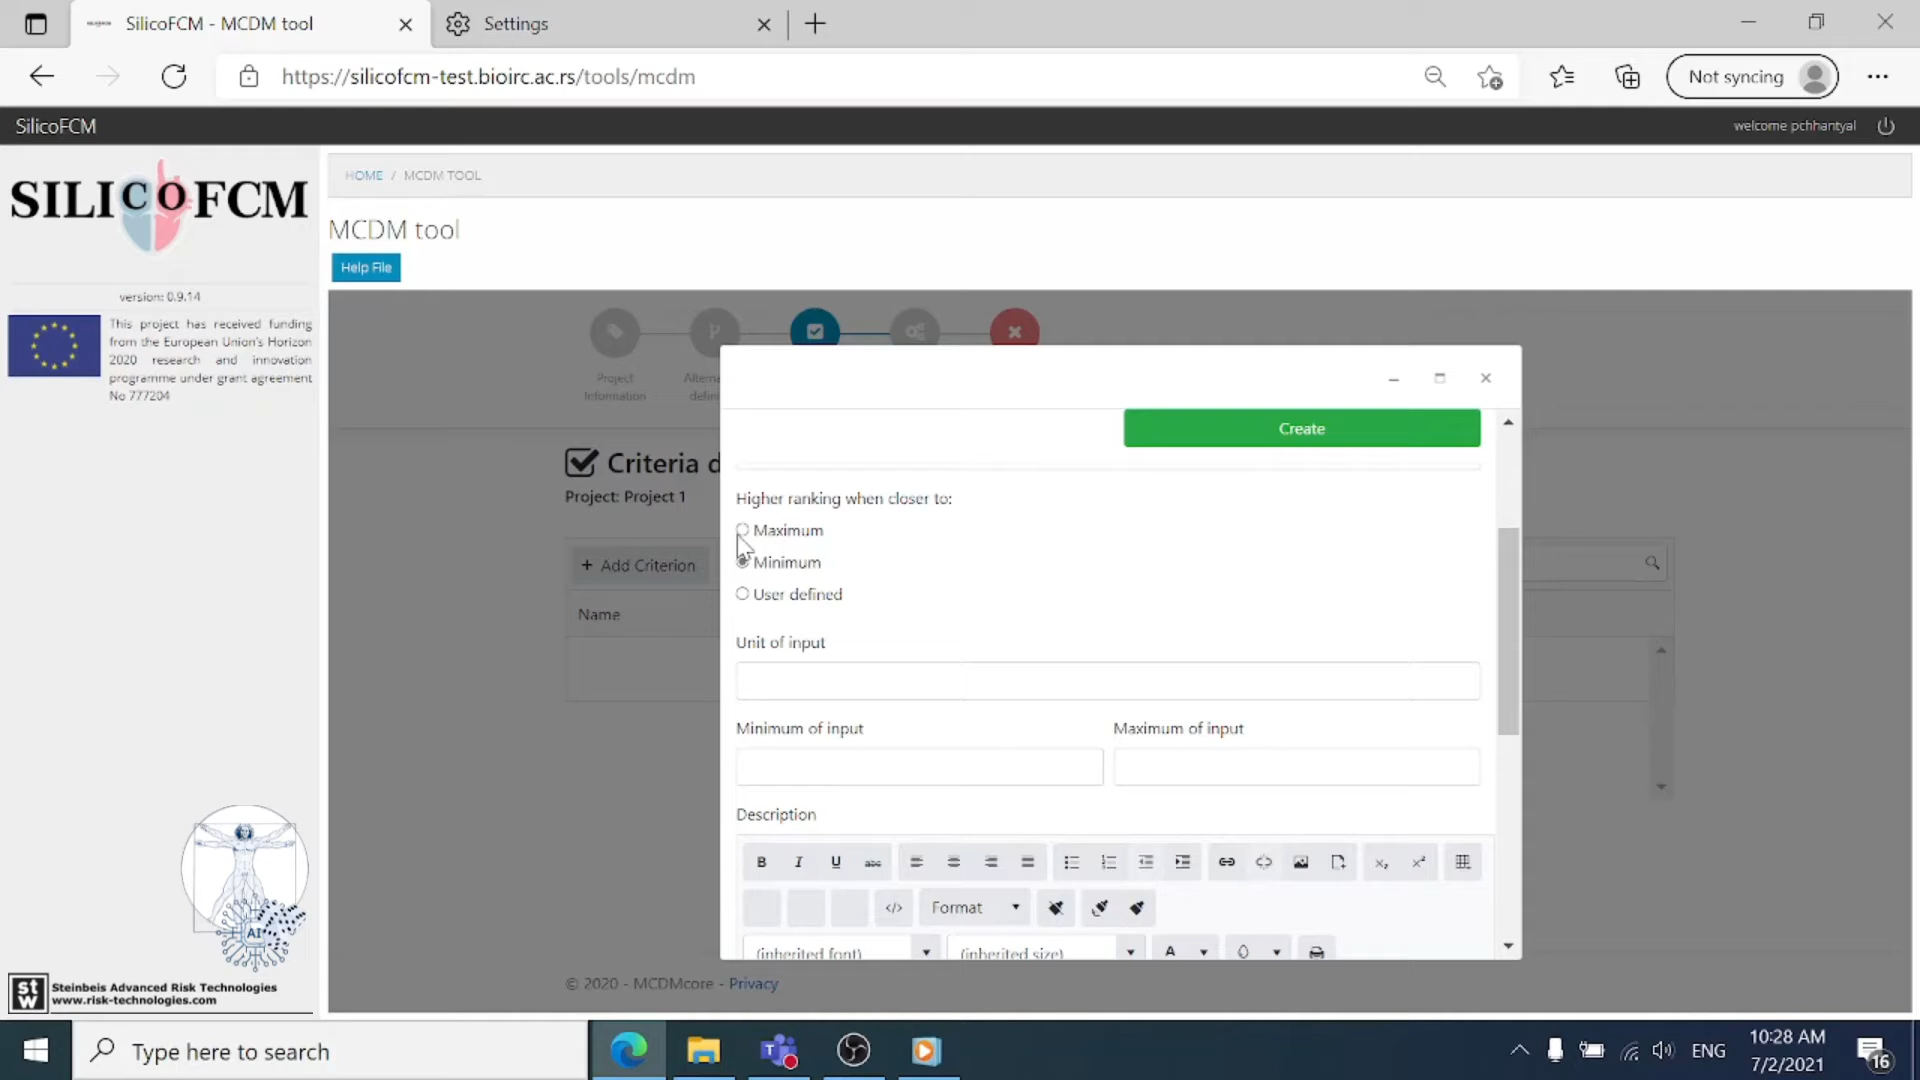 SilicoFCM - MCDM tool
Settings
https://silicofcm-test.bioirc.ac.rs/tools/mcdm
Not syncing
SilicoFCM
welcome pchhantyal
SILICOFCM
version: 0.9.14
This project has received funding
from the European Union's Horizon
2020 research and innovation
programme under grant agreement
No 777204
HOME / MCDM TOOL
MCDM tool
Help File
Project
Information
Create
Criteria d
Project: Project 1
Higher ranking when closer to:
Maximum
Minimum
User defined
+ Add Criterion
Name
Unit of input
Minimum of input
Maximum of input
Description
B I U abc
Format
(inherited font)
(inherited size)
A
AI
© 2020 - MCDMcore - Privacy
st
w
Steinbeis Advanced Risk Technologies
www.risk-technologies.com
Type here to search
ENG
10:28 AM
7/2/2021
16